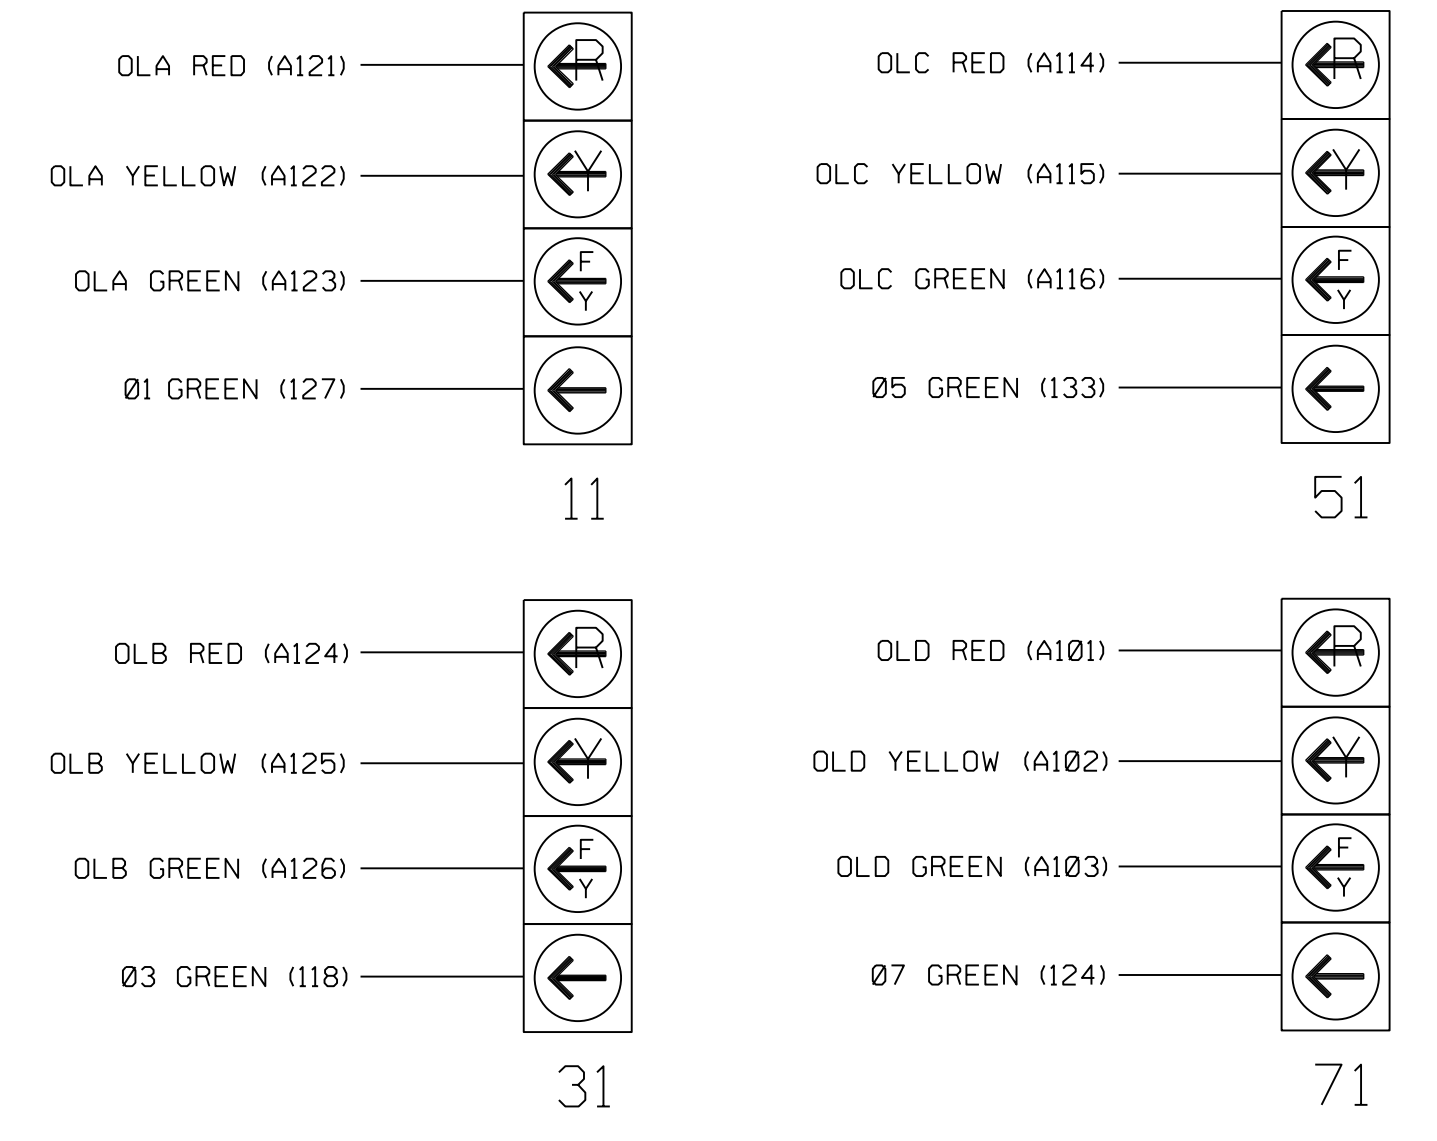 OLA RED (A121)
R
OLA YELLOW (A122)
Y
OLA GREEN (A123)
F
Y
Ø1 GREEN (127)
11
OLC RED (A114)
R
OLC YELLOW (A115)
Y
OLC GREEN (A116)
F
Y
Ø5 GREEN (133)
51
OLB RED (A124)
R
OLB YELLOW (A125)
Y
OLB GREEN (A126)
F
Y
Ø3 GREEN (118)
31
OLD RED (A1Ø1)
R
OLD YELLOW (A1Ø2)
Y
OLD GREEN (A1Ø3)
F
Y
Ø7 GREEN (124)
71